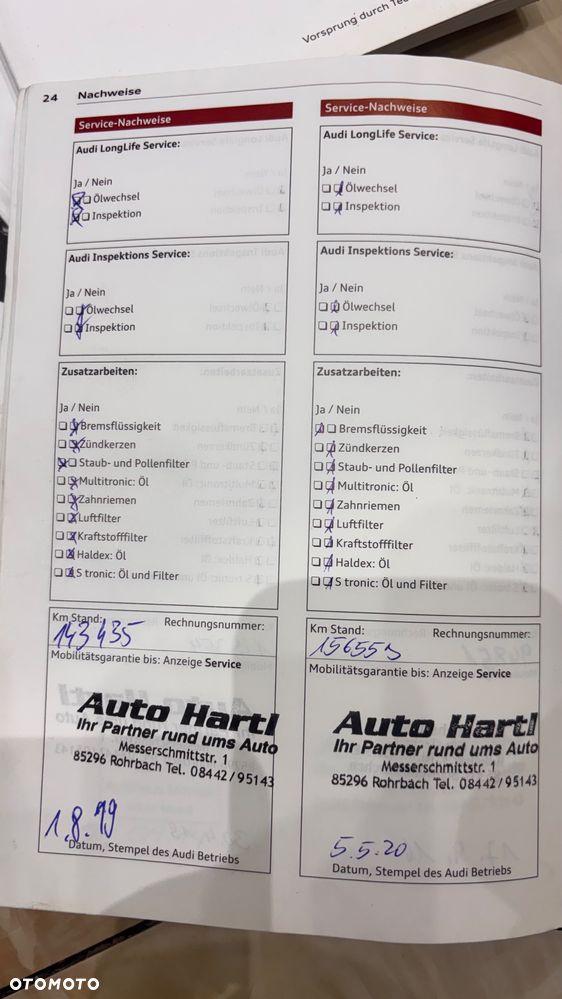 Vorsprung durch Tec
24 Nachweise
Service-Nachweise
Audi LongLife Service:
Ja / Nein
Ölwechsel
Inspektion
Audi Inspektions Service:
Ja / Nein
Ölwechsel
Inspektion
Zusatzarbeiten:
Ja / Nein
Bremsflüssigkeit
Zündkerzen
Staub- und Pollenfilter
Multitronic: Öl
Zahnriemen
Luftfilter
Kraftstofffilter
Haldex: Öl
S tronic: Öl und Filter
Km Stand: Rechnungsnummer:
143435
Mobilitätsgarantie bis: Anzeige Service
Auto Hartl
Ihr Partner rund ums Auto
Messerschmittstr. 1
85296 Rohrbach Tel. 08442/95143
1.8.19
Datum, Stempel des Audi Betriebs
Service-Nachweise
Audi LongLife Service:
Ja / Nein
Ölwechsel
Inspektion
Audi Inspektions Service:
Ja / Nein
Ölwechsel
Inspektion
Zusatzarbeiten:
Ja / Nein
Bremsflüssigkeit
Zündkerzen
Staub- und Pollenfilter
Multitronic: Öl
Zahnriemen
Luftfilter
Kraftstofffilter
Haldex: Öl
S tronic: Öl und Filter
Km Stand: Rechnungsnummer:
Mobilitätsgarantie bis: Anzeige Service
Auto Hartl
Ihr Partner rund ums Auto
Messerschmittstr. 1
85296 Rohrbach Tel. 08442/95143
5.5.20
Datum, Stempel des Audi Betriebs
OTOMOTO